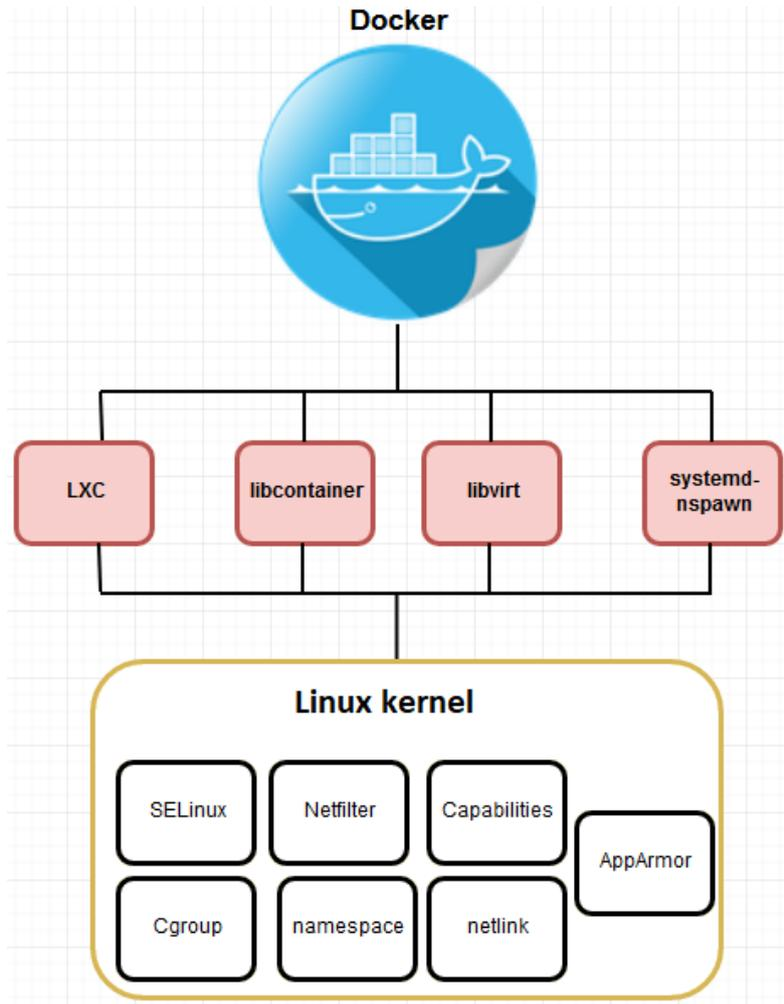 Docker
LXC
libcontainer
libvirt
systemd-
nspawn
Linux kernel
SELinux
Netfilter
Capabilities
AppArmor
Cgroup
namespace
netlink